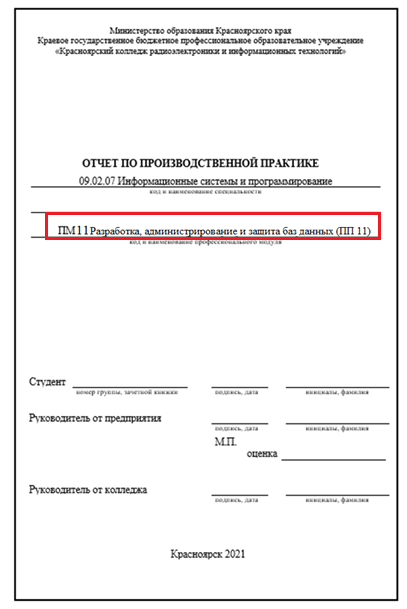 Министерство образования Красноярского края
Краевое государственное бюджетное профессиональное образовательное учреждение
«Красноярский колледж радиоэлектроники и информационных технологий»
ОТЧЕТ ПО ПРОИЗВОДСТВЕННОЙ ПРАКТИКЕ
09.02.07 Информационные системы и программирование
код и наименование специальности
ПМ11Разработка, администрирование и защита баз данных (ПП 11)
код и наименование профессионального модуля
Студент
номер группы, зачетной книжки подпись, дата инициалы, фамилия
Руководитель от предприятия
подпись, дата инициалы, фамилия
М.П.
оценка
Руководитель от колледжа
подпись, дата инициалы, фамилия
Красноярск 2021